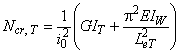 N_{cr,T} = \frac{1}{i_0^2} \left( GI_T + \frac{\pi^2 EI_W}{L_{eT}^2} \right)